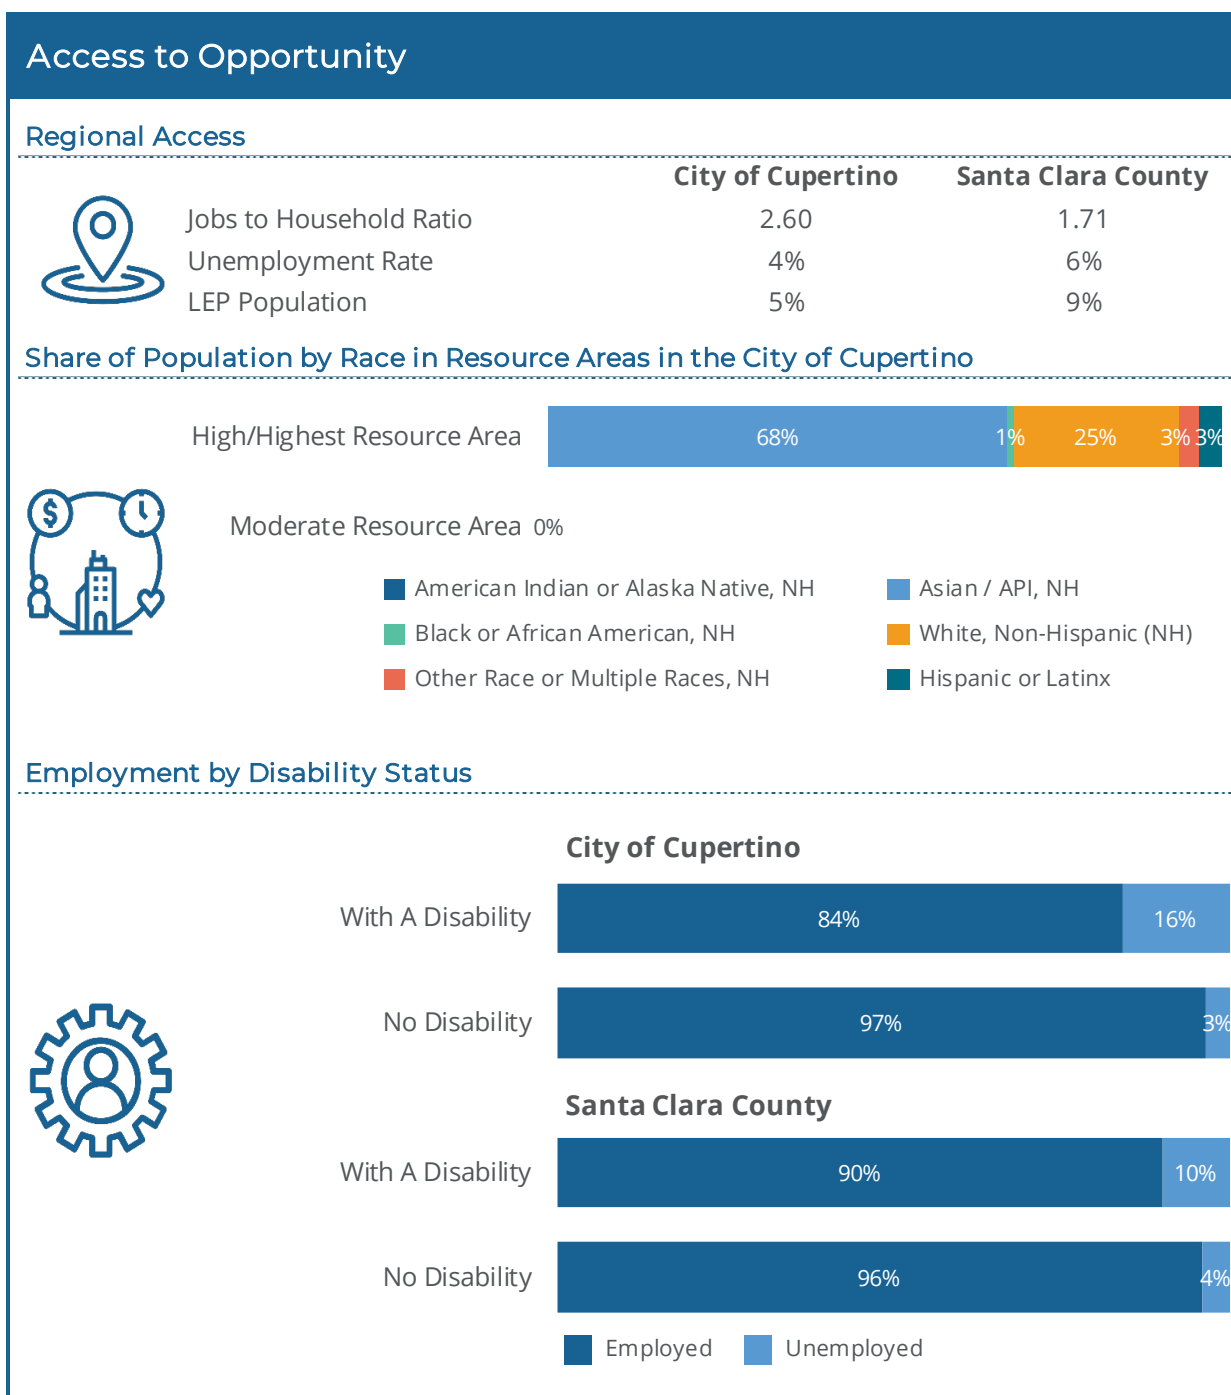 Access to Opportunity
Regional Access
City of Cupertino Santa Clara County
Jobs to Household Ratio 2.60 1.71
Unemployment Rate 4% 6%
LEP Population 5% 9%
Share of Population by Race in Resource Areas in the City of Cupertino
High/Highest Resource Area 68% 1% 25% 3% 3%
$
Moderate Resource Area 0%
American Indian or Alaska Native, NH Asian / API, NH
Black or African American, NH White, Non-Hispanic (NH)
Other Race or Multiple Races, NH Hispanic or Latinx
Employment by Disability Status
City of Cupertino
With A Disability 84% 16%
No Disability 97% 3%
Santa Clara County
With A Disability 90% 10%
No Disability 96% 4%
Employed Unemployed